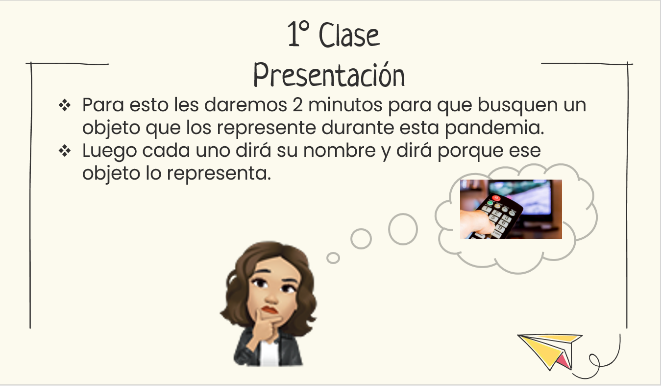 1° Clase
Presentación
❖ Para esto les daremos 2 minutos para que busquen un
objeto que los represente durante esta pandemia.
❖ Luego cada uno dirá su nombre y dirá porque ese
objeto lo representa.